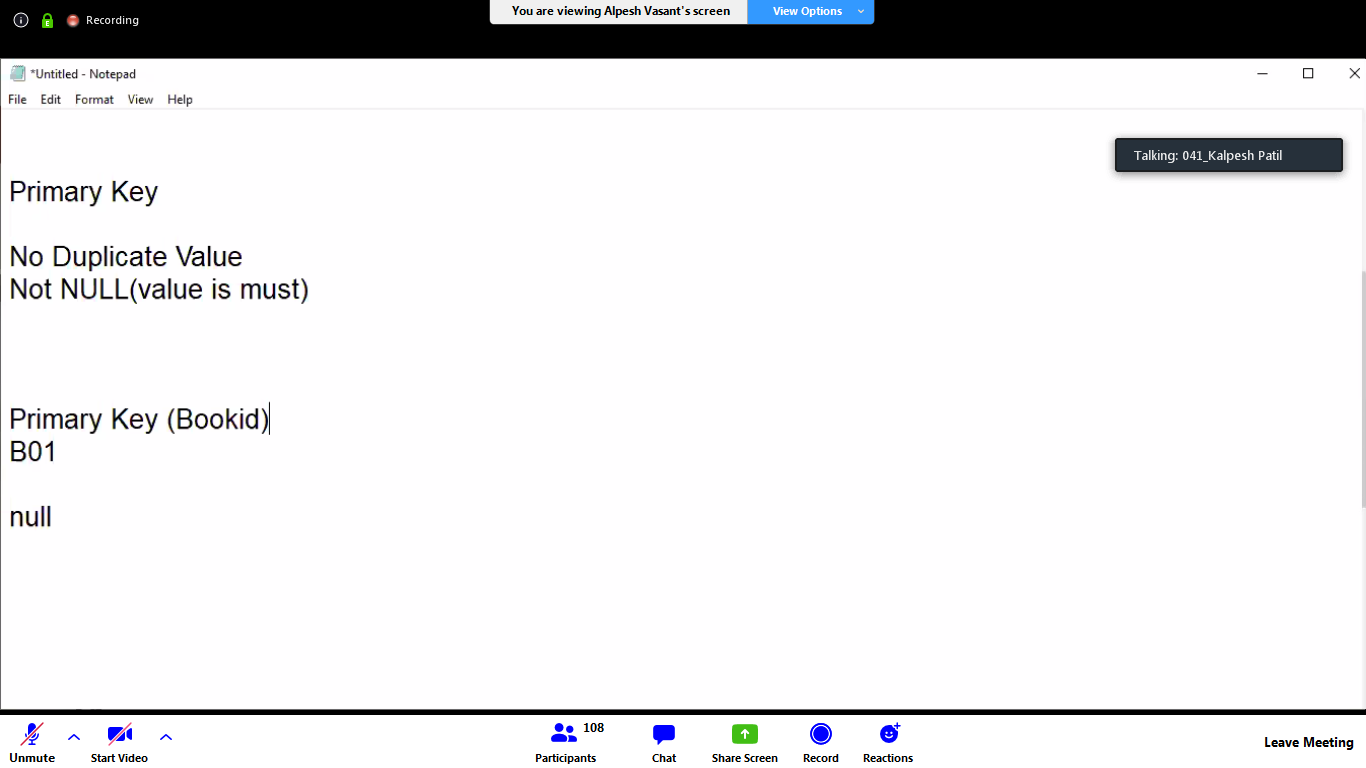 Recording
You are viewing Alpesh Vasant's screen
View Options
*Untitled - Notepad
File Edit Format View Help
Talking: 041_Kalpesh Patil
Primary Key
No Duplicate Value
Not NULL(value is must)
Primary Key (Bookid)
B01
null
Unmute
Start Video
Participants 108
Chat
Share Screen
Record
Reactions
Leave Meeting